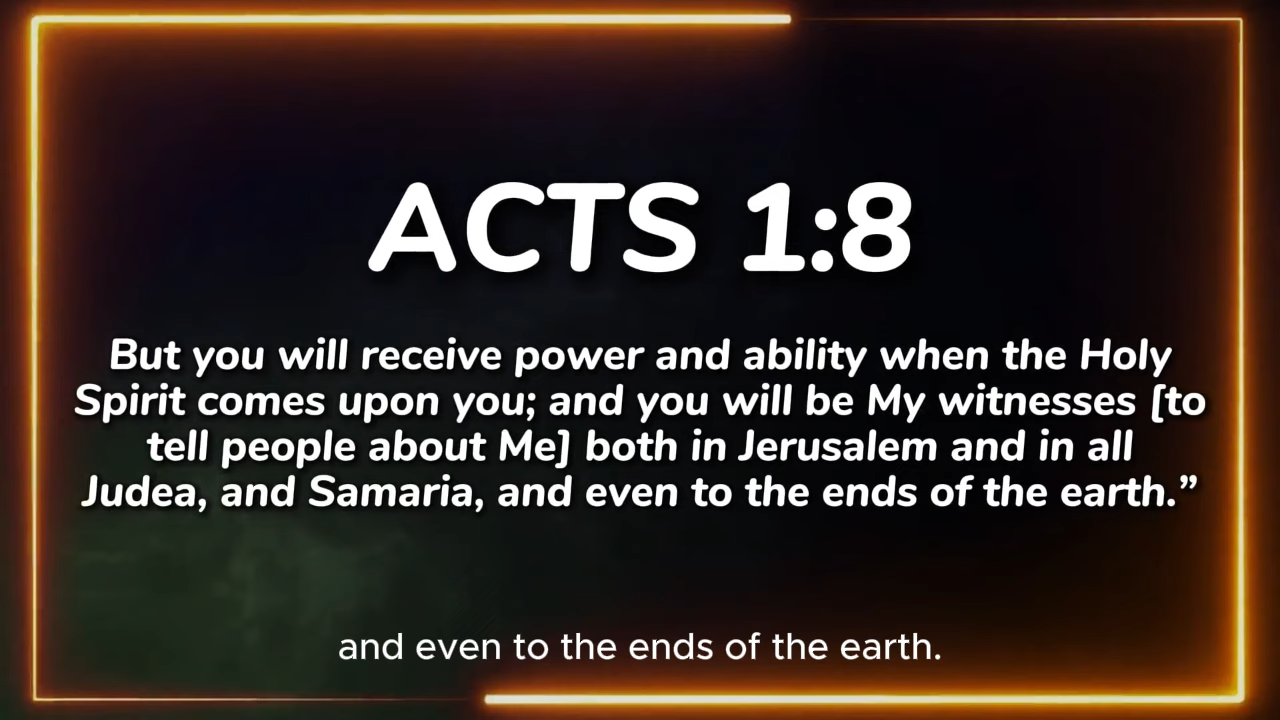 ACTS 1:8
But you will receive power and ability when the Holy
Spirit comes upon you; and you will be My witnesses [to
tell people about Me] both in Jerusalem and in all
Judea, and Samaria, and even to the ends of the earth.”
and even to the ends of the earth.